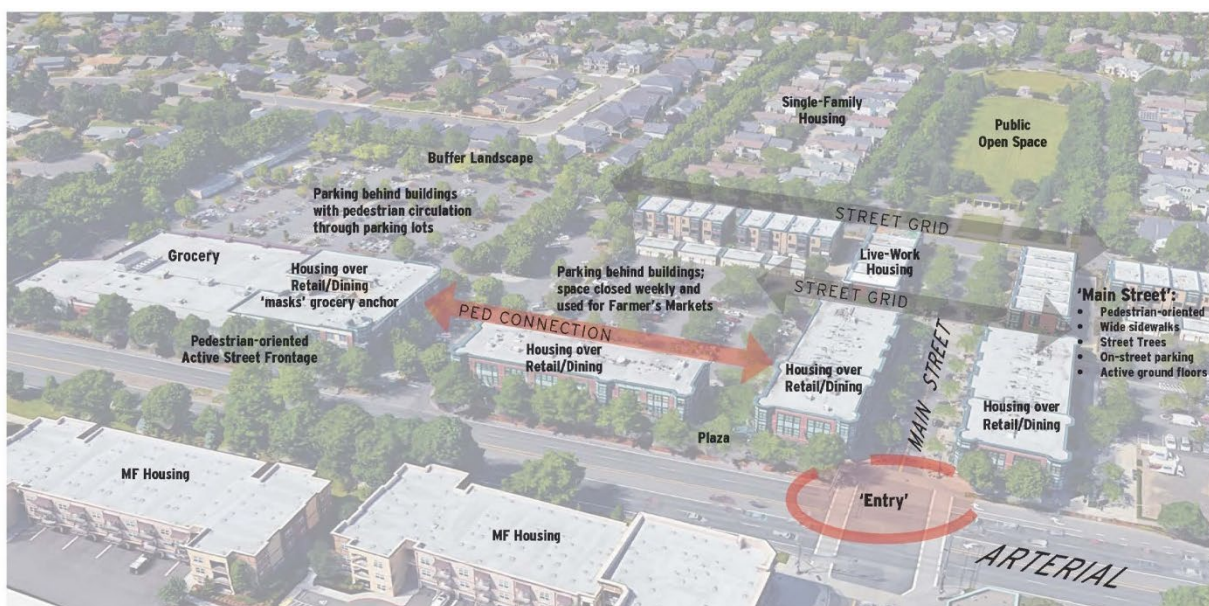 Single-Family
Housing
Public
Open Space
Buffer Landscape
Parking behind buildings
with pedestrian circulation
through parking lots
STREET GRID
Grocery
Housing over
Retail/Dining
'masks' grocery anchor
Parking behind buildings;
space closed weekly and
used for Farmer's Markets
Live-Work
Housing
STREET GRID
'Main Street':
• Pedestrian-oriented
• Wide sidewalks
• Street Trees
• On-street parking
• Active ground floors
PED CONNECTION
Pedestrian-oriented
Active Street Frontage
Housing over
Retail/Dining
Housing over
Retail/Dining
MAIN STREET
Housing over
Retail/Dining
Plaza
MF Housing
'Entry'
MF Housing
ARTERIAL